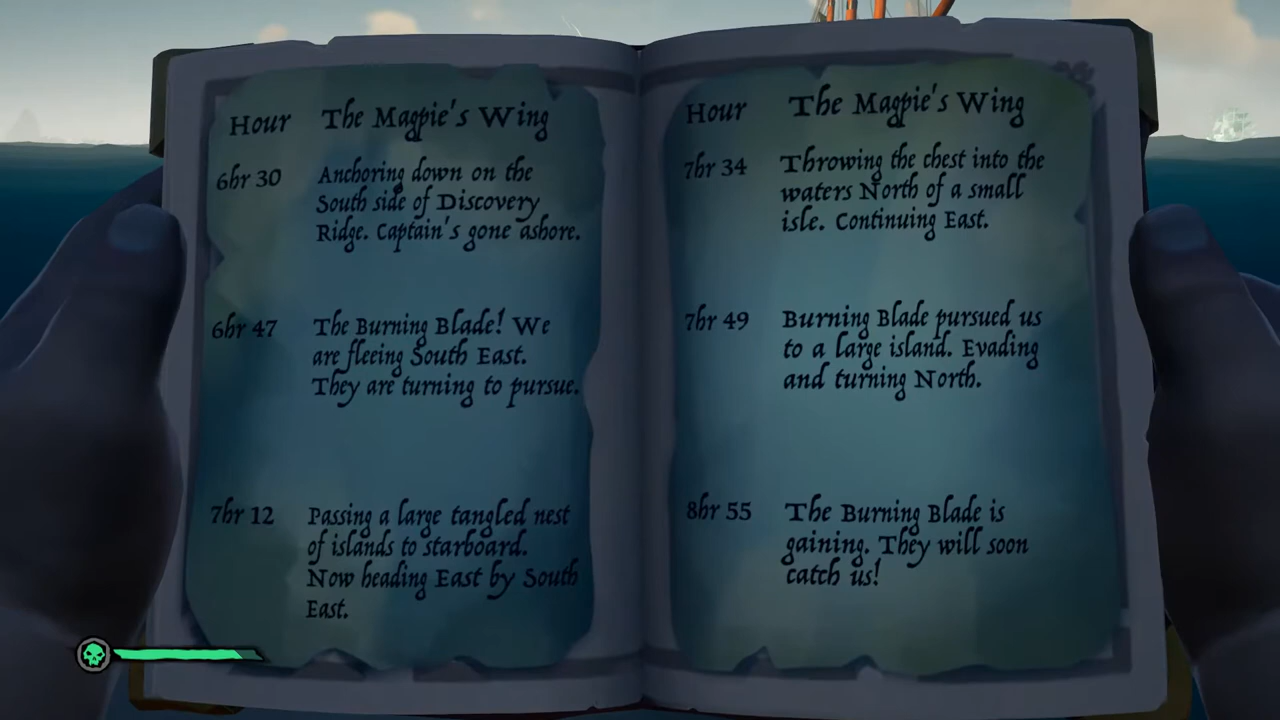 Hour The Magpie's Wing
6hr 30 Anchoring down on the
South side of Discovery
Ridge. Captain's gone ashore.
6hr 47 The Burning Blade! We
are fleeing South East.
They are turning to pursue.
7hr 12 Passing a large tangled nest
of islands to starboard.
Now heading East by South
East.
Hour The Magpie's Wing
7hr 34 Throwing the chest into the
waters North of a small
isle. Continuing East.
7hr 49 Burning Blade pursued us
to a large island. Evading
and turning North.
8hr 55 The Burning Blade is
gaining. They will soon
catch us!